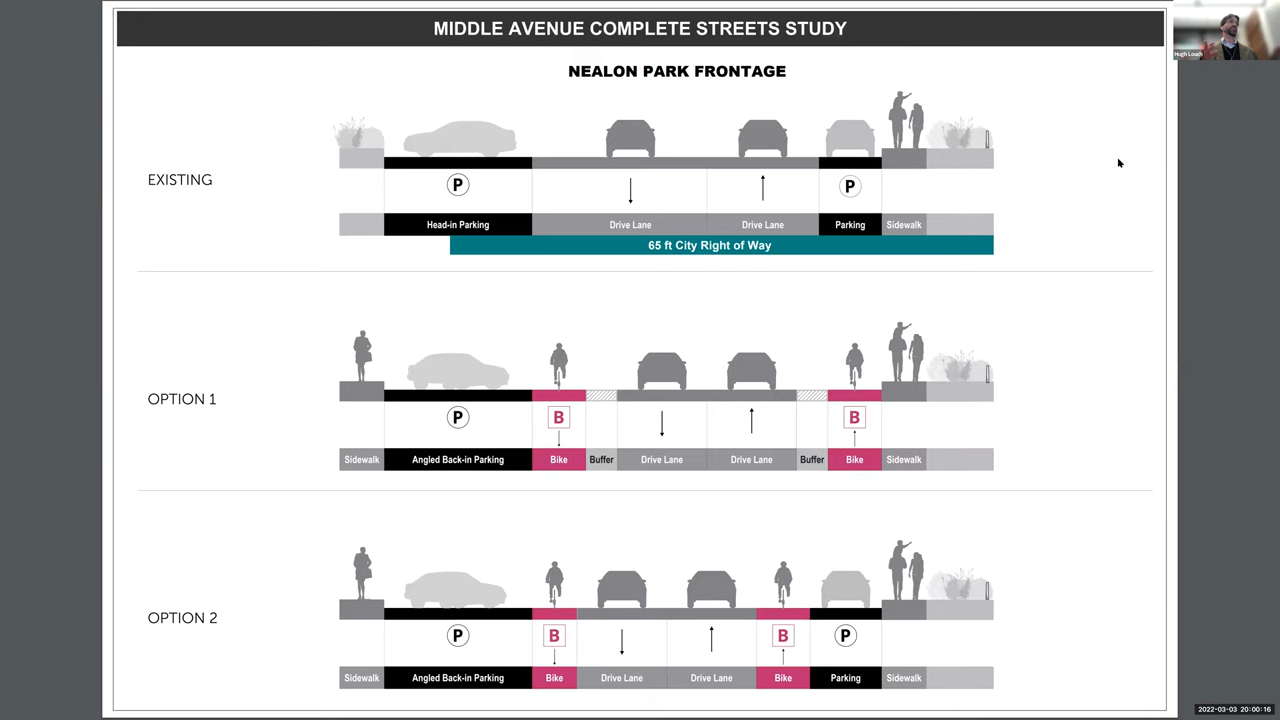 MIDDLE AVENUE COMPLETE STREETS STUDY
Hugh Louch
NEALON PARK FRONTAGE
EXISTING
P
P
Head-in Parking Drive Lane Drive Lane Parking Sidewalk
65 ft City Right of Way
OPTION 1
P B B
Sidewalk Angled Back-in Parking Bike Buffer Drive Lane Drive Lane Buffer Bike Sidewalk
OPTION 2
P B B P
Sidewalk Angled Back-in Parking Bike Drive Lane Drive Lane Bike Parking Sidewalk
2022-03-03 20:00:16